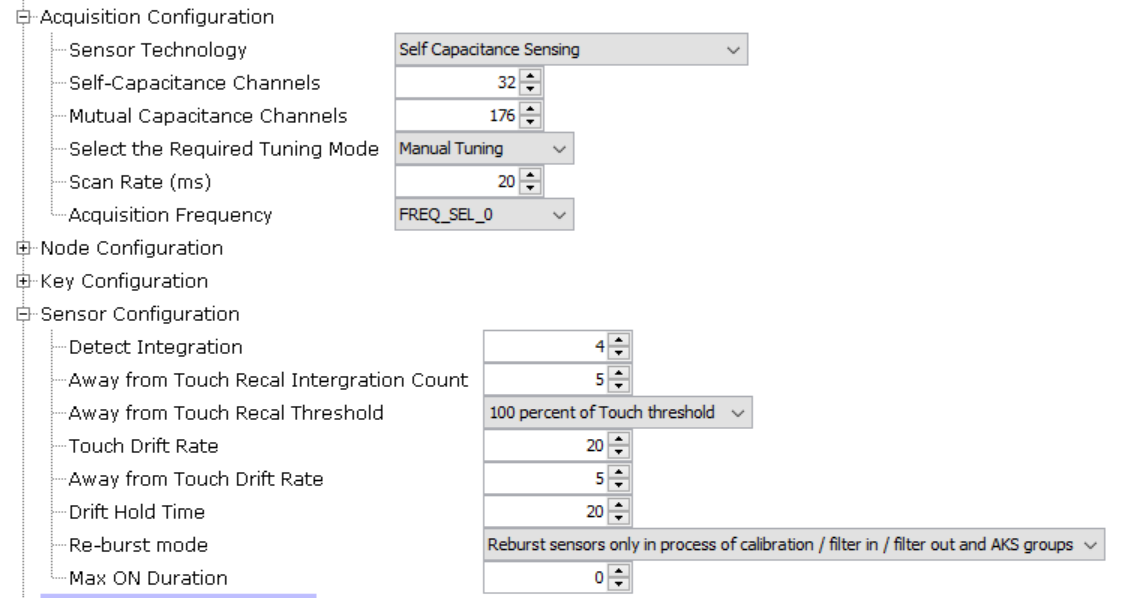 Acquisition Configuration
Sensor Technology Self Capacitance Sensing
Self-Capacitance Channels 32
Mutual Capacitance Channels 176
Select the Required Tuning Mode Manual Tuning
Scan Rate (ms) 20
Acquisition Frequency FREQ_SEL_0
Node Configuration
Key Configuration
Sensor Configuration
Detect Integration 4
Away from Touch Recal Intergration Count 5
Away from Touch Recal Threshold 100 percent of Touch threshold
Touch Drift Rate 20
Away from Touch Drift Rate 5
Drift Hold Time 20
Re-burst mode Reburst sensors only in process of calibration / filter in / filter out and AKS groups
Max ON Duration 0